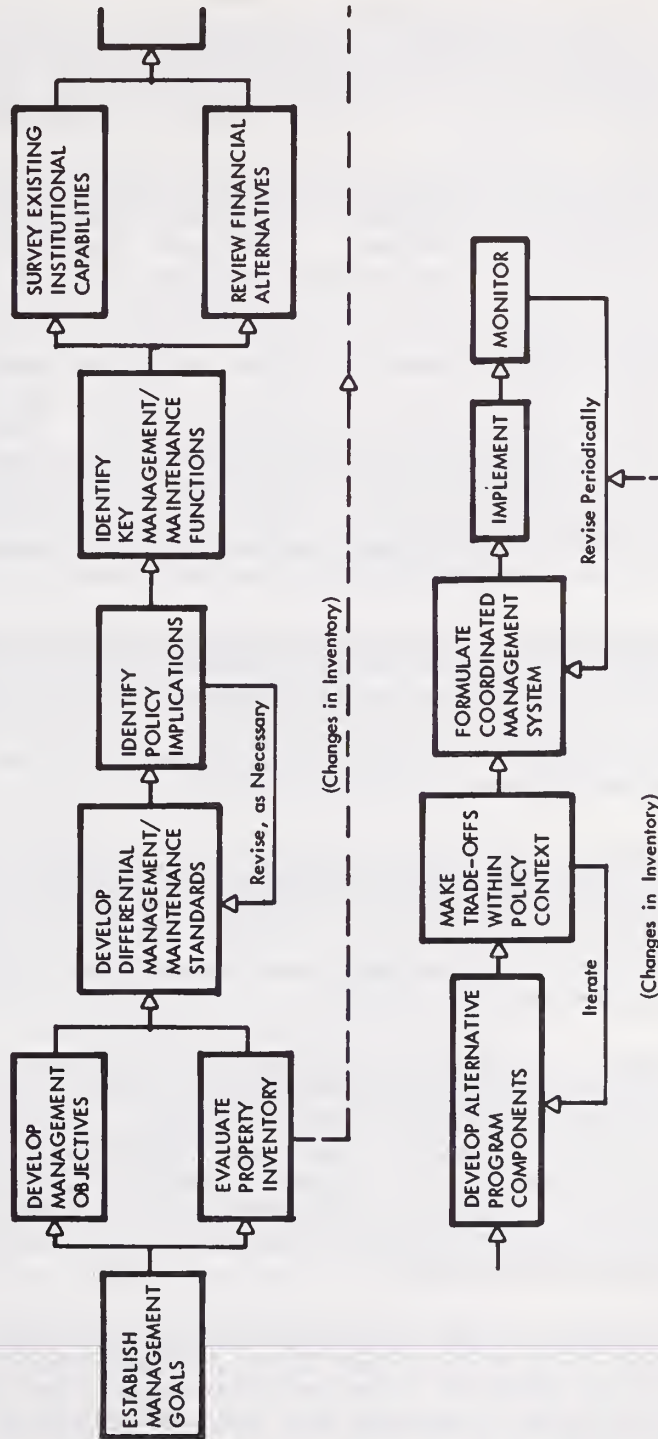 ESTABLISH
MANAGEMENT
GOALS
DEVELOP
MANAGEMENT
OBJECTIVES
EVALUATE
PROPERTY
INVENTORY
DEVELOP
DIFFERENTIAL
MANAGEMENT/
MAINTENANCE
STANDARDS
IDENTIFY
POLICY
IMPLICATIONS
Revise, as Necessary
IDENTIFY
KEY
MANAGEMENT/
MAINTENANCE
FUNCTIONS
SURVEY EXISTING
INSTITUTIONAL
CAPABILITIES
REVIEW FINANCIAL
ALTERNATIVES
(Changes in Inventory)
DEVELOP ALTERNATIVE
PROGRAM
COMPONENTS
MAKE
TRADE-OFFS
WITHIN
POLICY
CONTEXT
Iterate
FORMULATE
COORDINATED
MANAGEMENT
SYSTEM
IMPLEMENT
MONITOR
Revise Periodically
(Changes in Inventory)